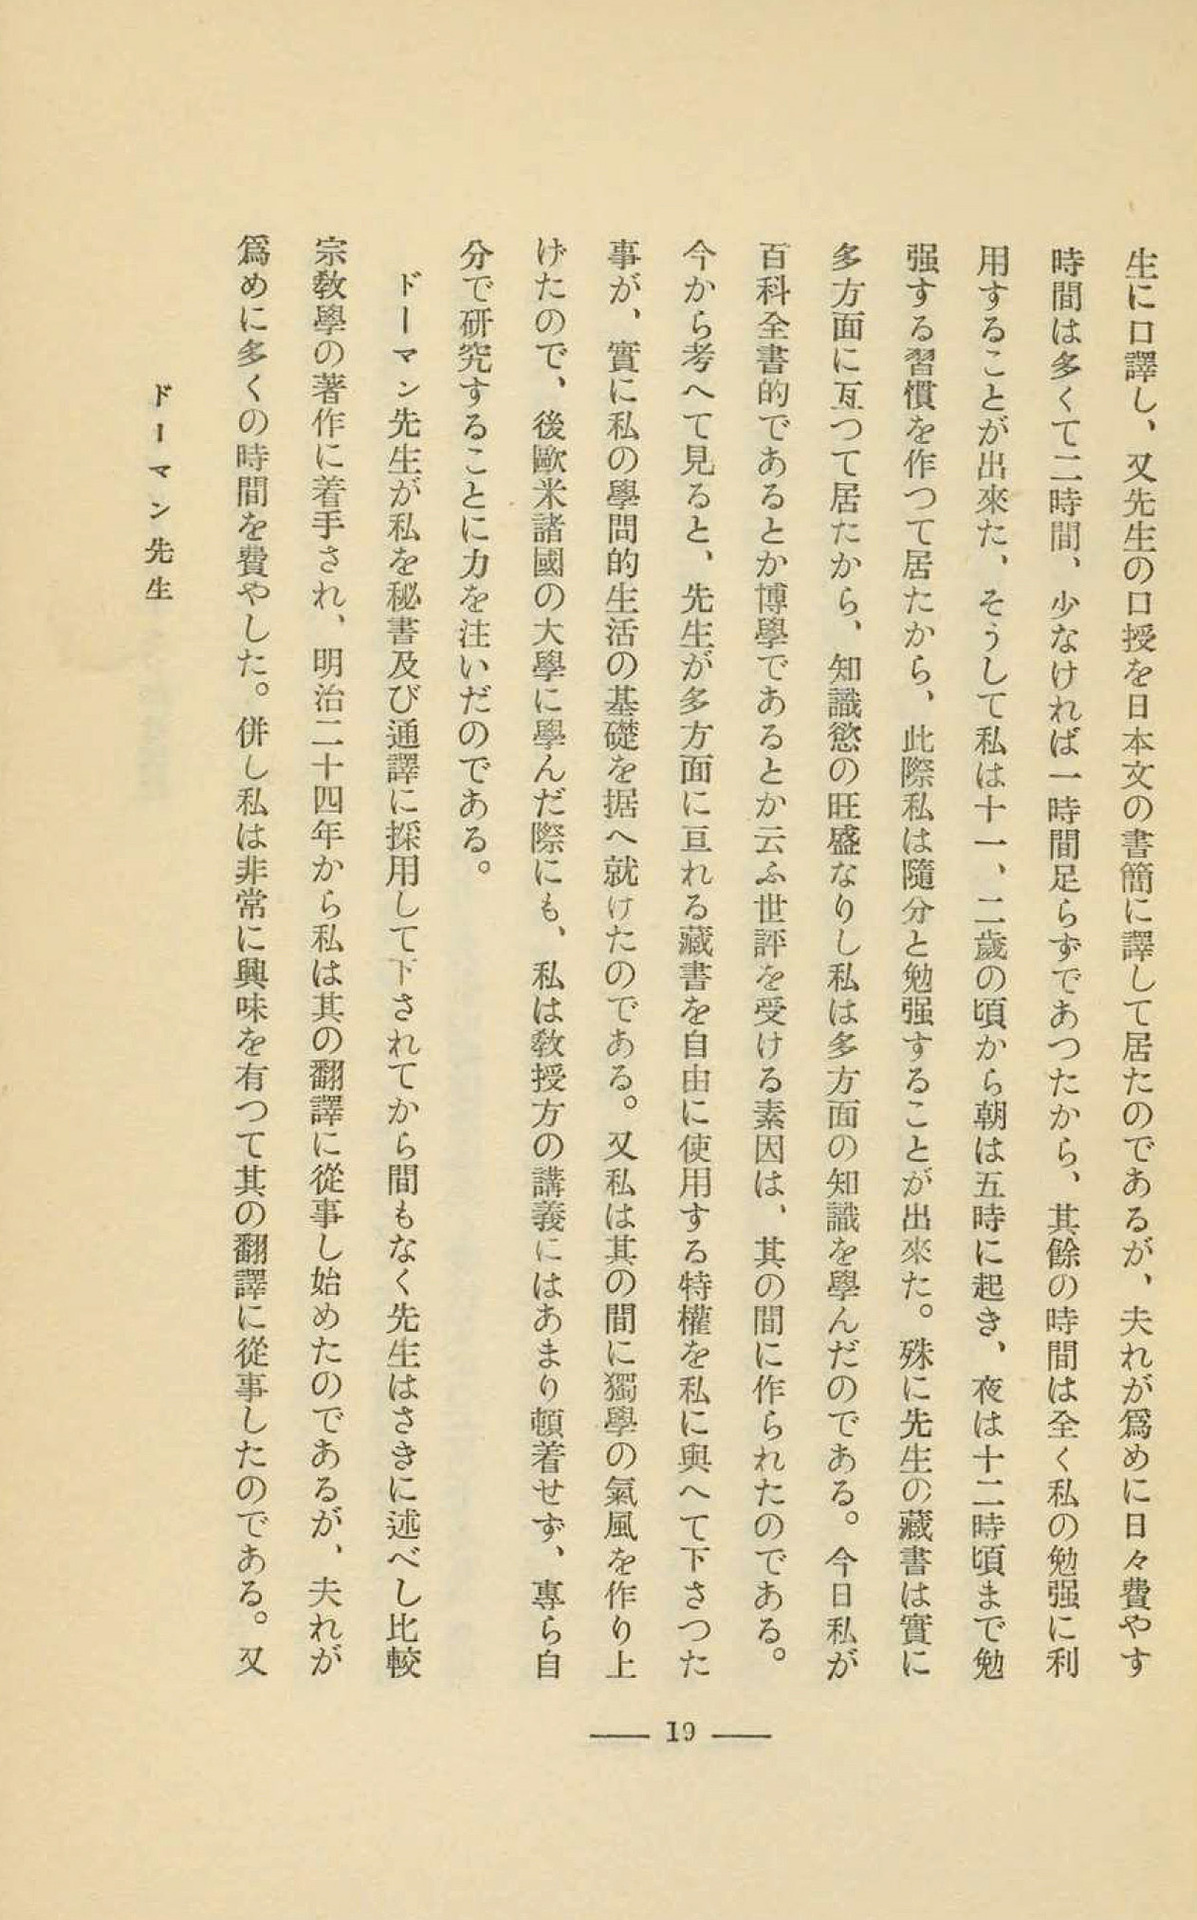 生に口譯し、又先生の口授を日本文の書簡に譯して居たのであるが、夫れが爲めに日々費やす
時間は多くて二時間、少なければ一時間足らずであつたから、其餘の時間は全く私の勉强に利
用することが出來た、そうして私は十一、二歲の頃から朝は五時に起き、夜は十二時頃まで勉
强する習慣を作つて居たから、此際私は隨分と勉强することが出來た。殊に先生の藏書は實に
多方面に亙つて居たから、知識慾の旺盛なりし私は多方面の知識を學んだのである。今日私が
百科全書的であるとか博學であるとか云ふ世評を受ける素因は、其の間に作られたのである。
今から考へて見ると、先生が多方面に亘れる藏書を自由に使用する特權を私に與へて下さつた
事が、實に私の學問的生活の基礎を据へ就けたのである。又私は其の間に獨學の氣風を作り上
げたので、後歐米諸國の大學に學んだ際にも、私は敎授方の講義にはあまり頓着せず、專ら自
分で硏究することに力を注いだのである。
ドーマン先生が私を秘書及び通譯に採用して下されてから間もなく先生はさきに述べし比較
宗敎學の著作に着手され、明治二十四年から私は其の翻譯に從事し始めたのであるが、夫れが
爲めに多くの時間を費やした。併し私は非常に興味を有つて其の翻譯に從事したのである。又
ドーマン先生
19